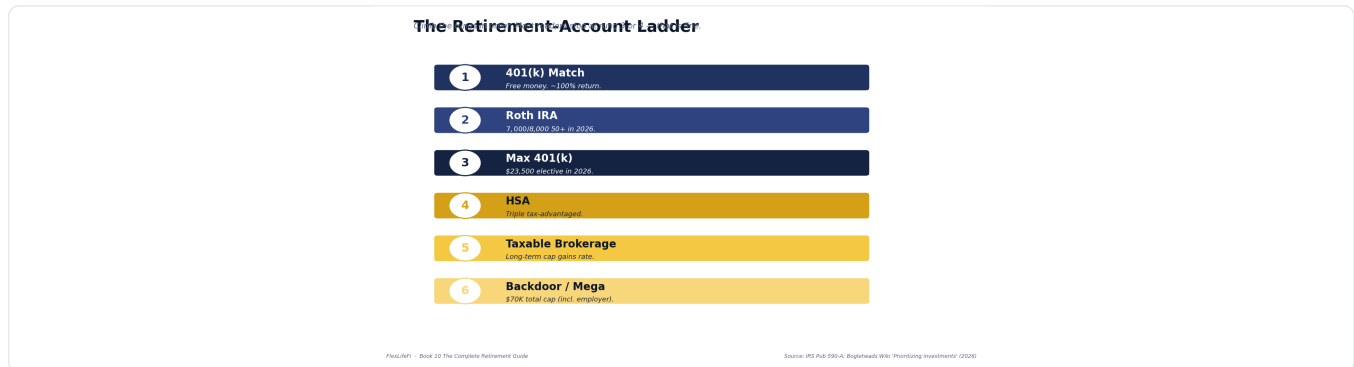 The Retirement-Account Ladder
1
401(k) Match
Free money. ~100% return.
2
Roth IRA
7,000/8,000 50+ in 2026.
3
Max 401(k)
$23,500 elective in 2026.
4
HSA
Triple tax-advantaged.
5
Taxable Brokerage
Long-term cap gains rate.
6
Backdoor / Mega
$70K total cap (incl. employer).
FlexLifeFi · Book 10 The Complete Retirement Guide
Source: IRS Pub 590-A; Bogleheads Wiki 'Prioritizing investments' (2026)